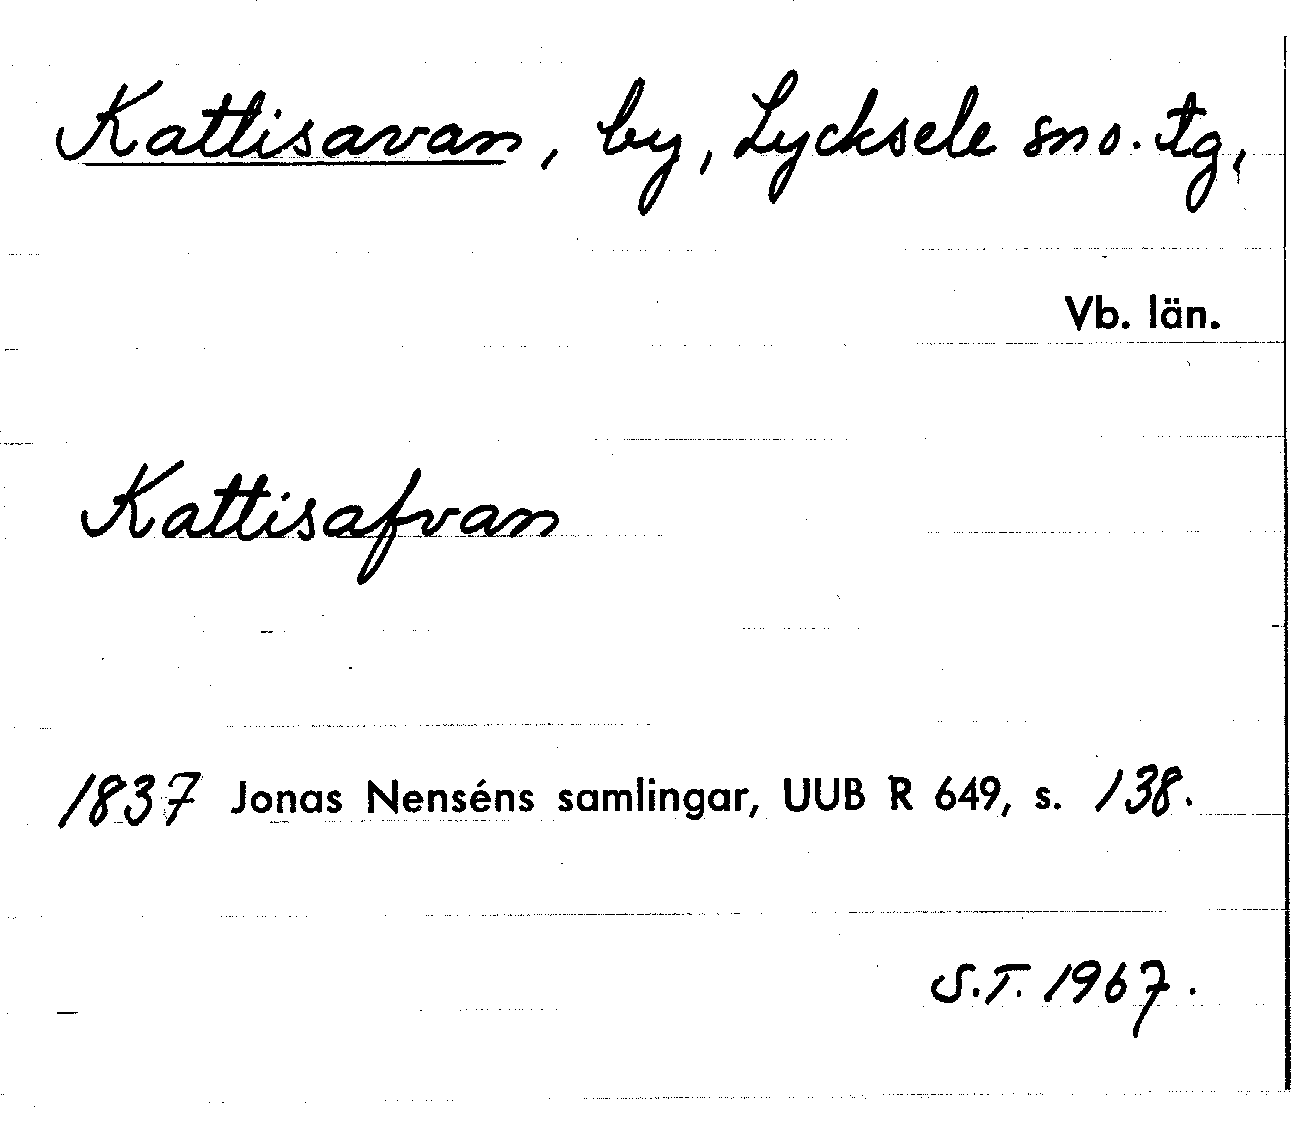 Kattisavan, by, Lycksele sn o. tg,
Vb. län.
Kattisafvan
1837 Jonas Nenséns samlingar, UUB R 649, s. 138.
S.T. 1967.